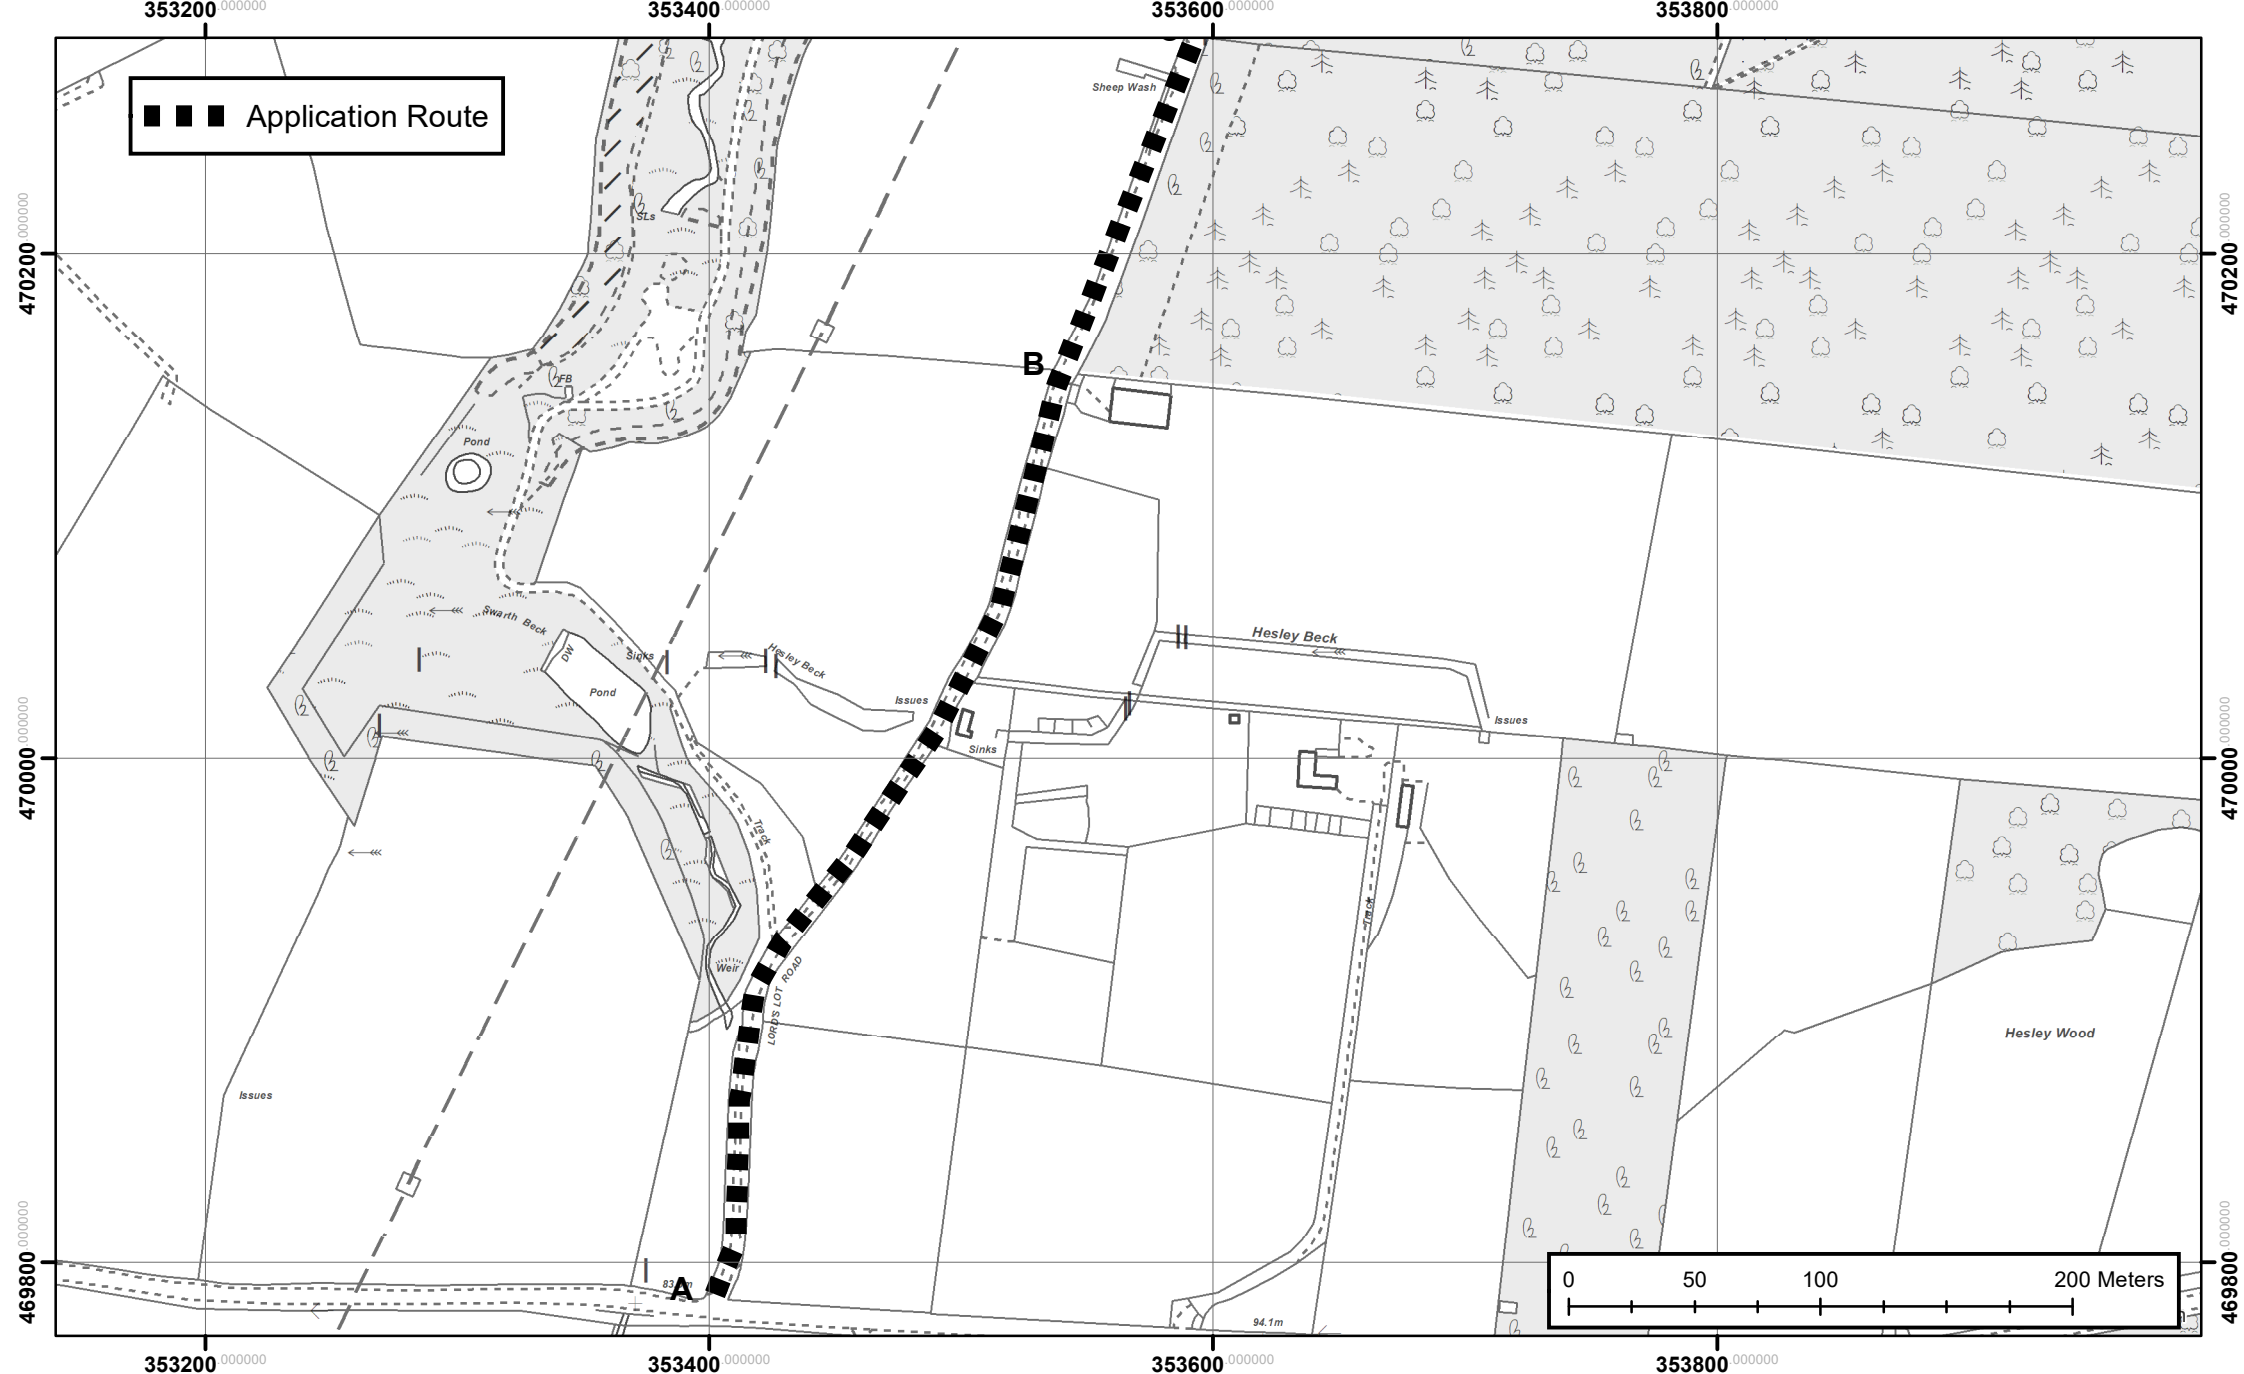 353200.000000 353400.000000 353600.000000 353800.000000
Application Route
Sheep Wash
470200.000000
470200.000000
SLs
B
FB
Pond
Swarth Beck
DW
Sinks
Hesley Beck
Hesley Beck
Pond
Issues
Issues
Sinks
470000.000000
470000.000000
Track
Track
Weir
LORD'S LOT ROAD
Hesley Wood
Issues
469800.000000
469800.000000
A
94.1m
0 50 100 200 Meters
353200.000000 353400.000000 353600.000000 353800.000000